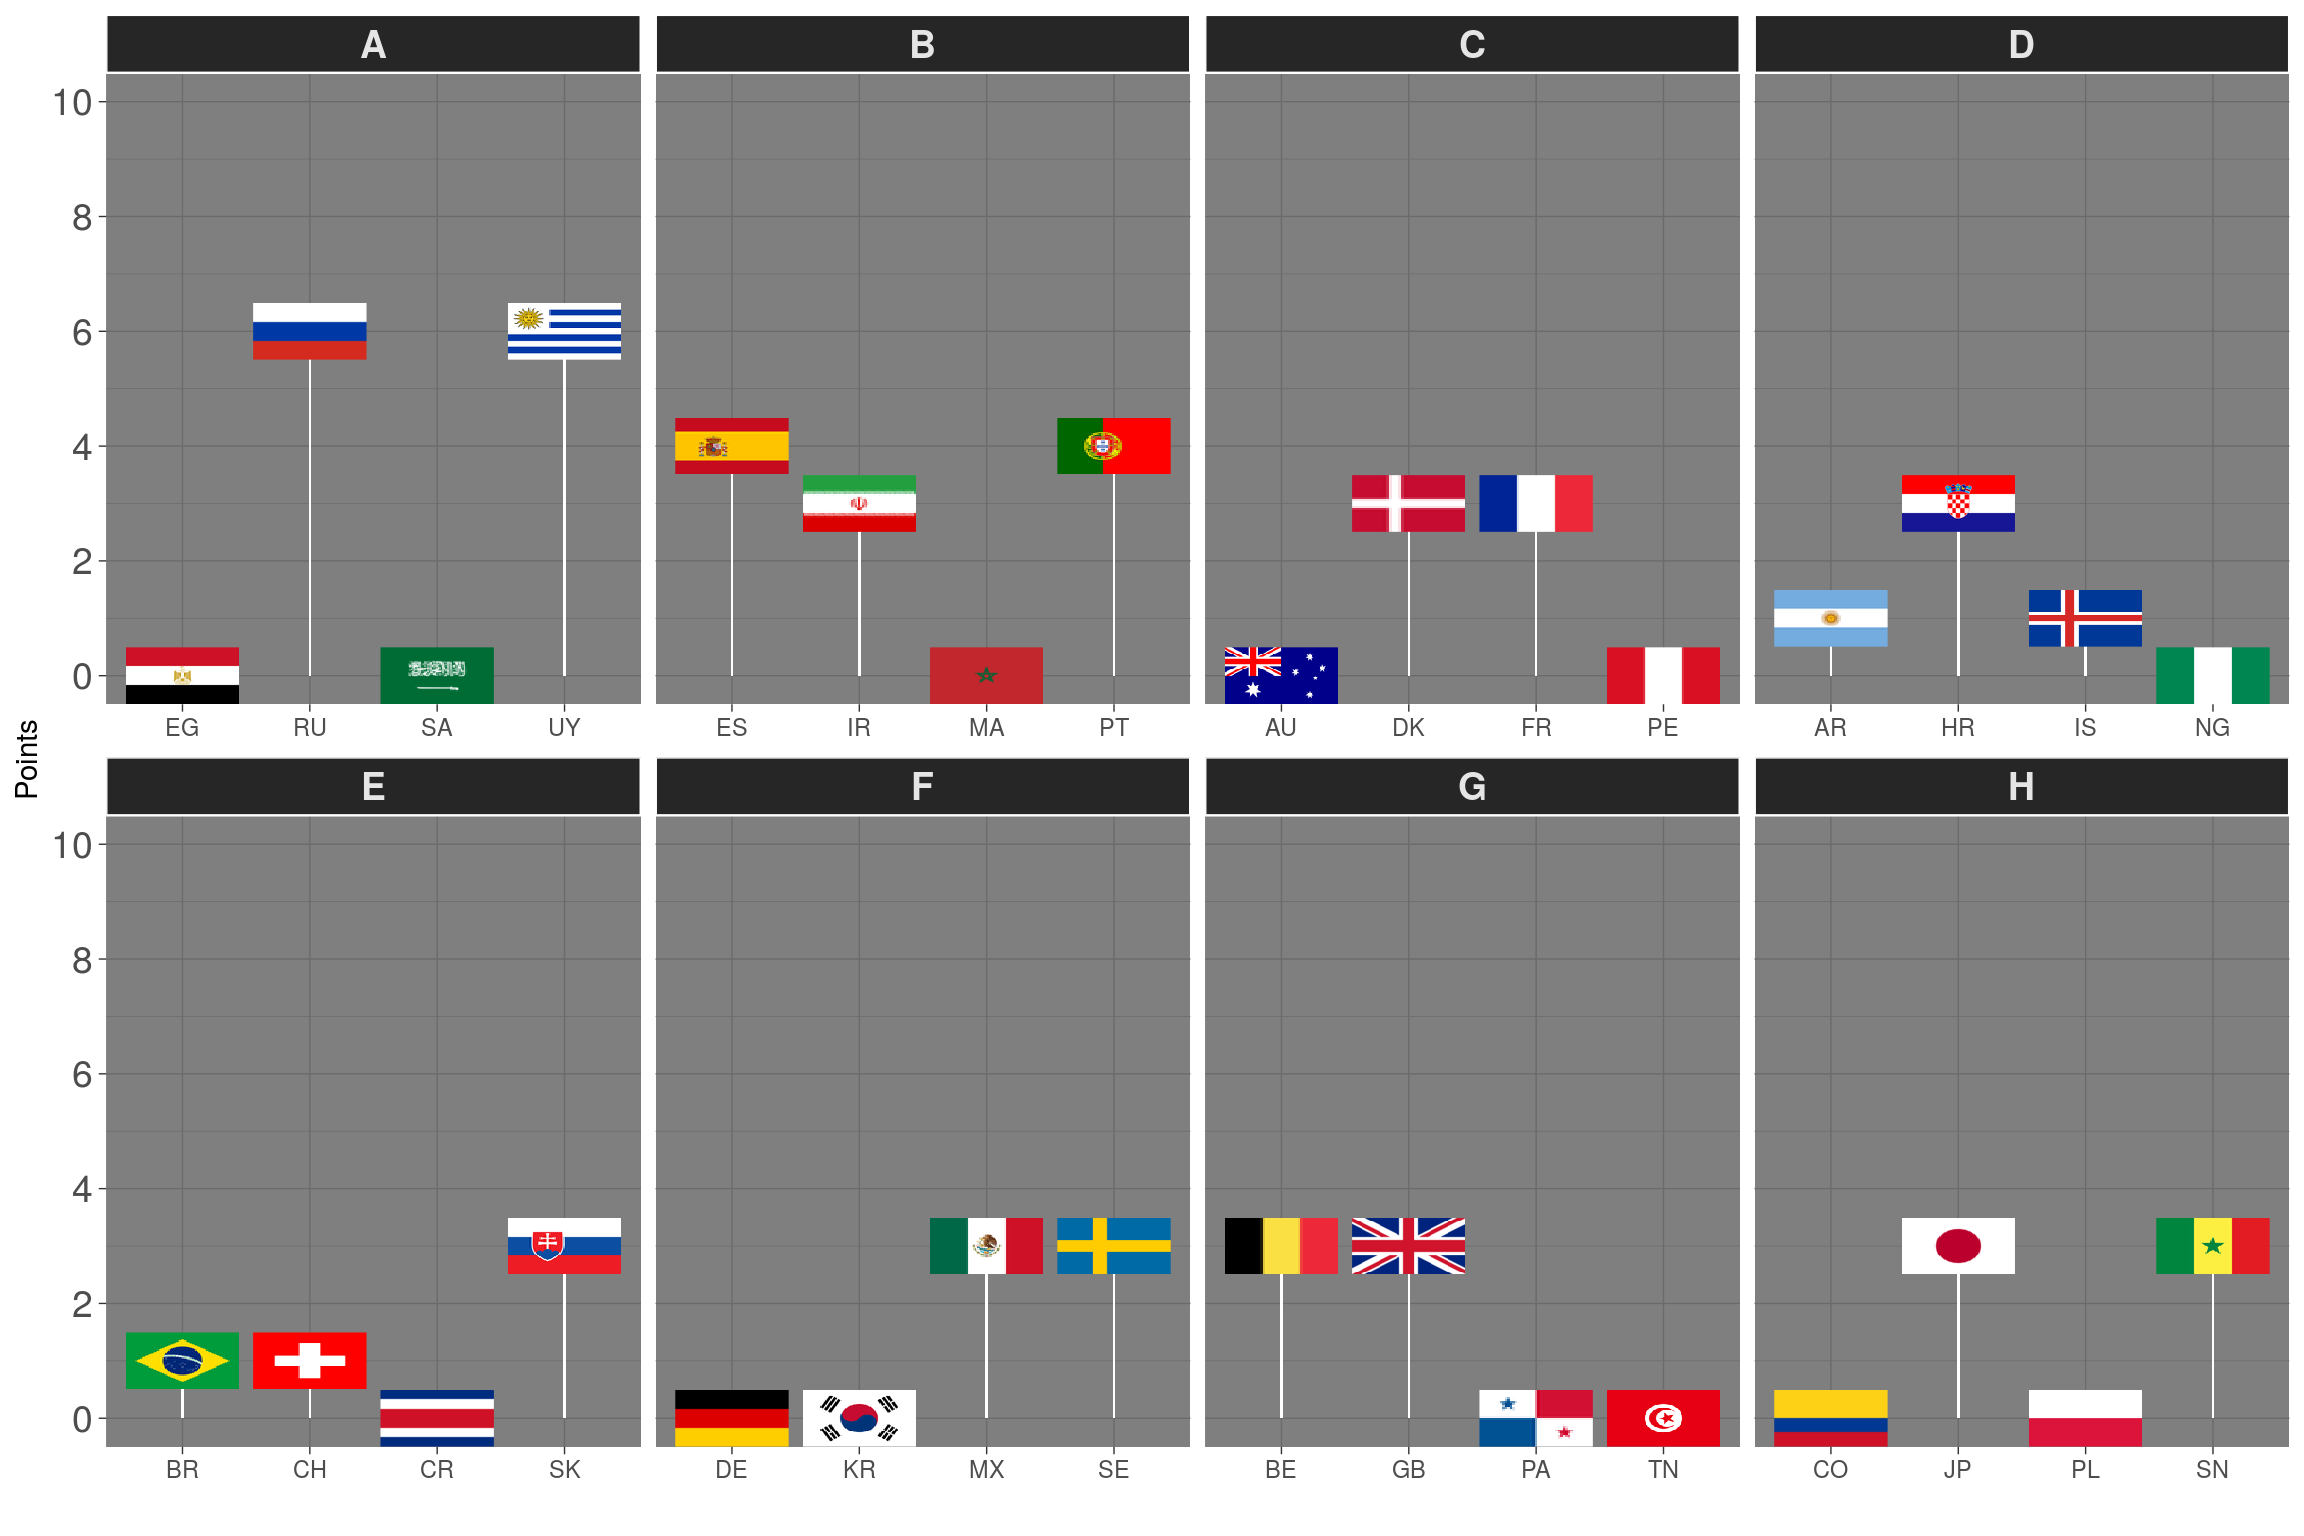 A B C D
10
8
6
4
2
0
EG RU SA UY ES IR MA PT AU DK FR PE AR HR IS NG
Points
E F G H
10
8
6
4
2
0
BR CH CR SK DE KR MX SE BE GB PA TN CO JP PL SN